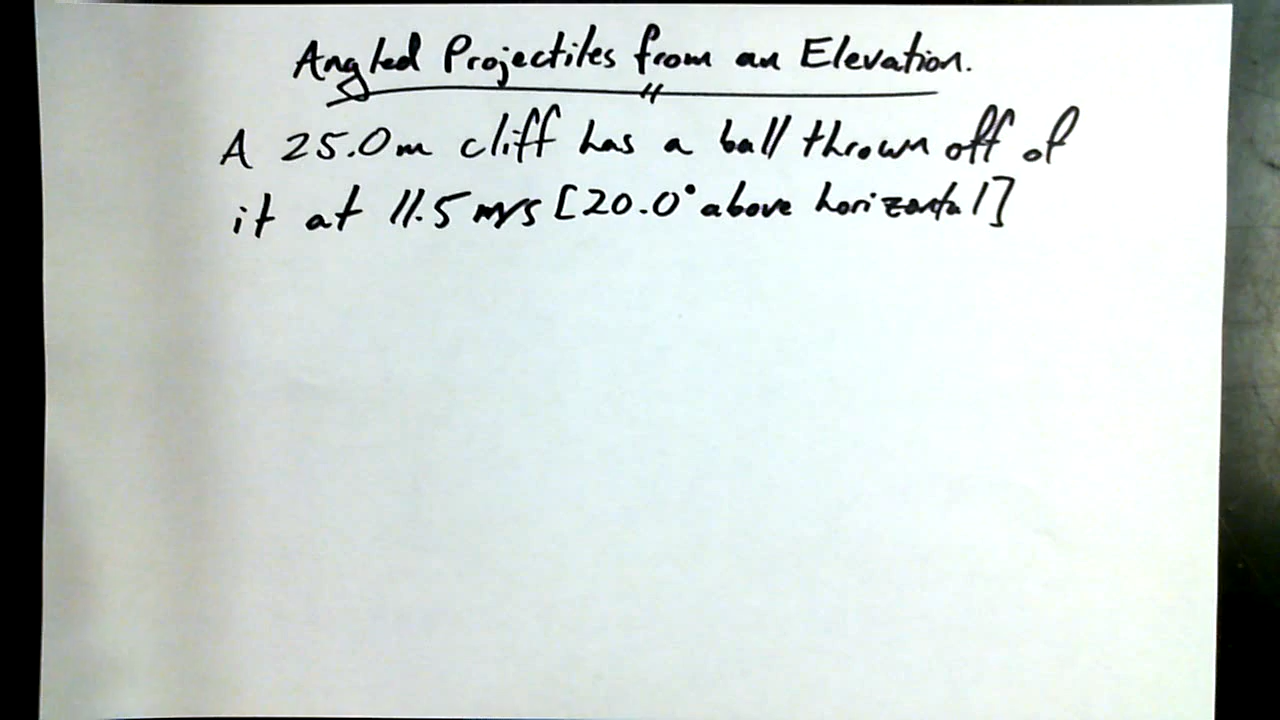 Angled Projectiles from an Elevation.
A 25.0m cliff has a ball thrown off of
it at 11.5 m/s [20.0° above horizontal]